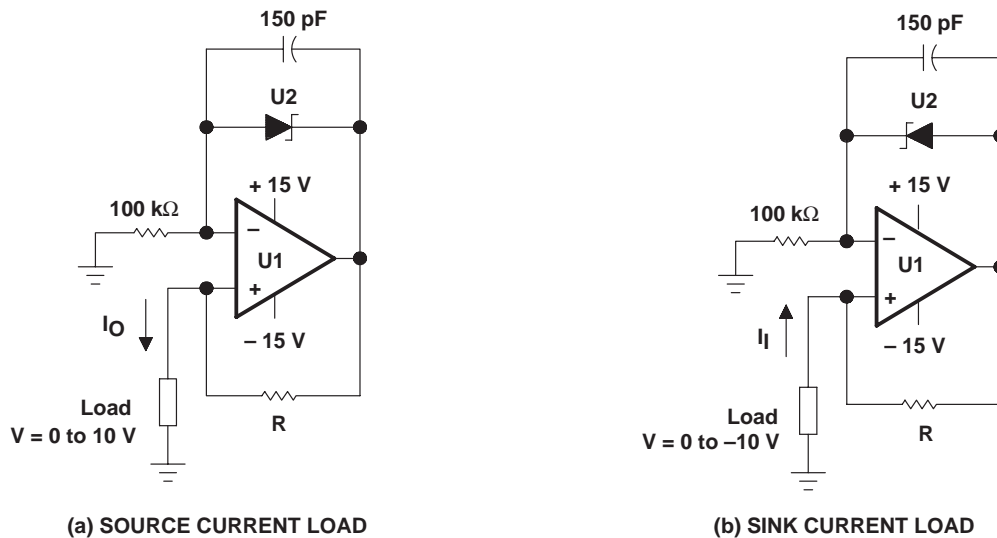 150 pF
U2
+ 15 V
100 kΩ
−
U1
+
IO
− 15 V
Load
V = 0 to 10 V
R
(a) SOURCE CURRENT LOAD
150 pF
U2
+ 15 V
100 kΩ
−
U1
+
II
− 15 V
Load
V = 0 to −10 V
R
(b) SINK CURRENT LOAD